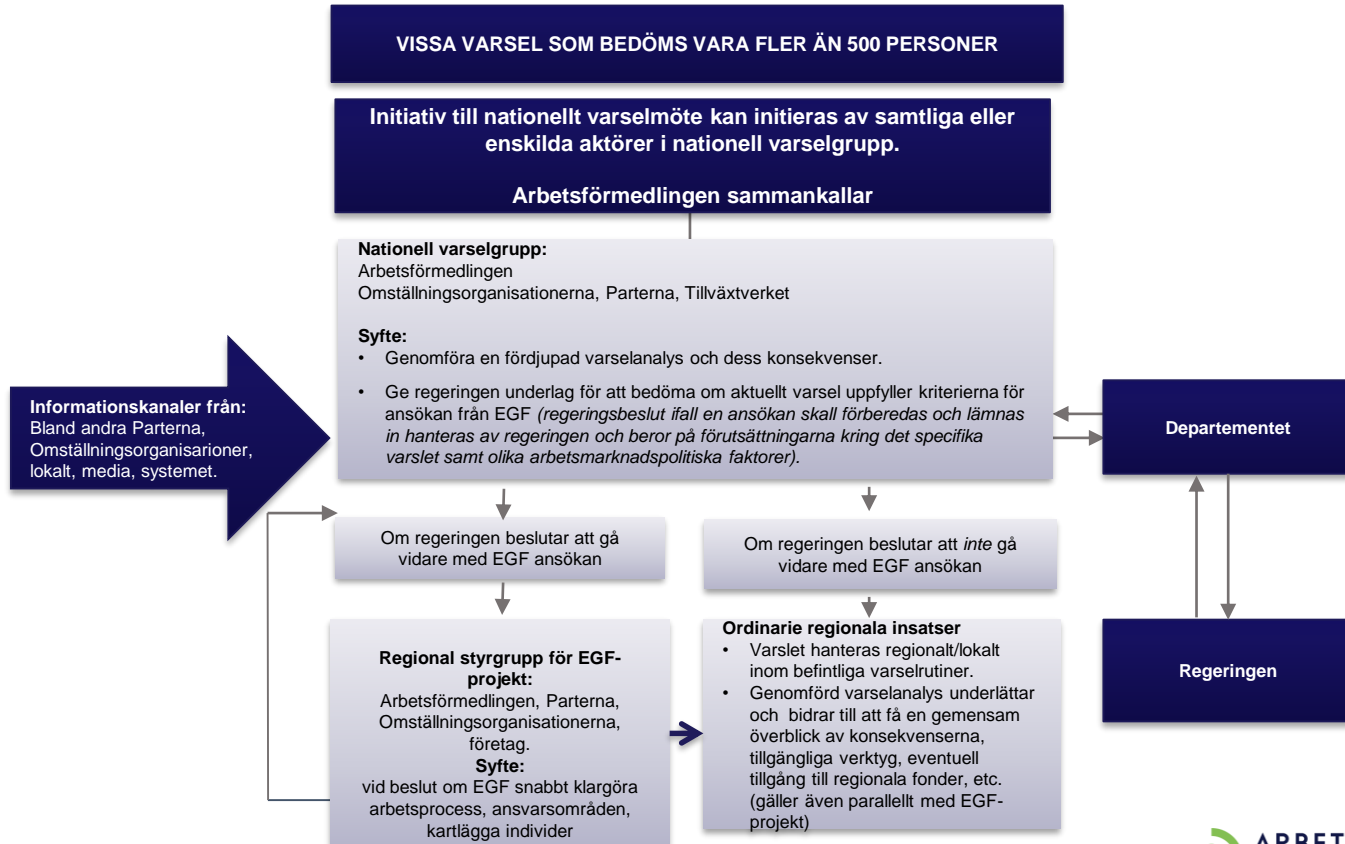 VISSA VARSEL SOM BEDÖMS VARA FLER ÄN 500 PERSONER
Initiativ till nationellt varselmöte kan initieras av samtliga eller
enskilda aktörer i nationell varselgrupp.
Arbetsförmedlingen sammankallar
Nationell varselgrupp:
Arbetsförmedlingen
Omställningsorganisationerna, Parterna, Tillväxtverket
Syfte:
• Genomföra en fördjupad varselanalys och dess konsekvenser.
• Ge regeringen underlag för att bedöma om aktuellt varsel uppfyller kriterierna för
ansökan från EGF (regeringsbeslut ifall en ansökan skall förberedas och lämnas
in hanteras av regeringen och beror på förutsättningarna kring det specifika
varslet samt olika arbetsmarknadspolitiska faktorer).
Informationskanaler från:
Bland andra Parterna,
Omställningsorganisarioner,
lokalt, media, systemet.
Departementet
Regeringen
Om regeringen beslutar att gå
vidare med EGF ansökan
Om regeringen beslutar att inte gå
vidare med EGF ansökan
Regional styrgrupp för EGF-
projekt:
Arbetsförmedlingen, Parterna,
Omställningsorganisationerna,
företag.
Syfte:
vid beslut om EGF snabbt klargöra
arbetsprocess, ansvarsområden,
kartlägga individer
Ordinarie regionala insatser
• Varslet hanteras regionalt/lokalt
inom befintliga varselrutiner.
• Genomförd varselanalys underlättar
och bidrar till att få en gemensam
överblick av konsekvenserna,
tillgängliga verktyg, eventuell
tillgång till regionala fonder, etc.
(gäller även parallellt med EGF-
projekt)